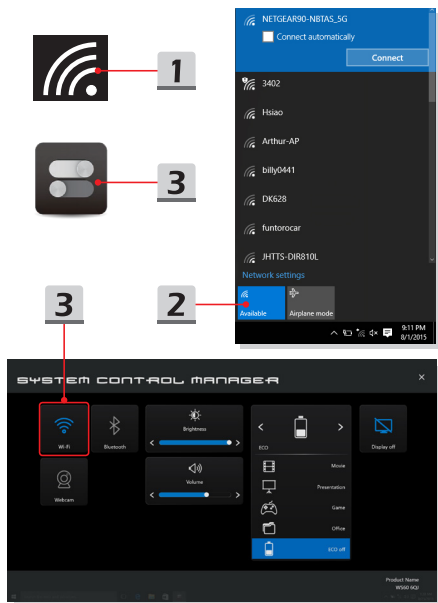 1
3
3
2
NETGEAR90-NBTAS_5G
Connect automatically
Connect
3402
Hsiao
Arthur-AP
billy0441
DK628
funtorocar
JHTTS-DIR810L
Network settings
Available
Airplane mode
9:11 PM
8/1/2015
SYSTEM CONTROL MANAGER
Wi-Fi
Bluetooth
Brightness
ECO
Display off
Webcam
Volume
Movie
Presentation
Game
Office
ECO off
Product Name
WS60 6QJ